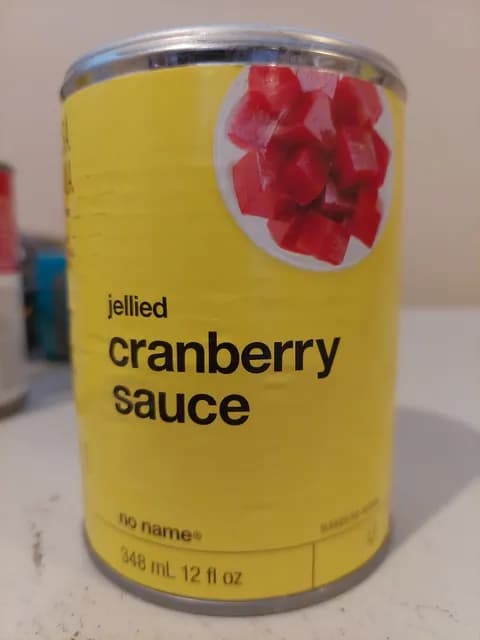 jellied
cranberry
sauce
no name®
348 mL 12 fl oz